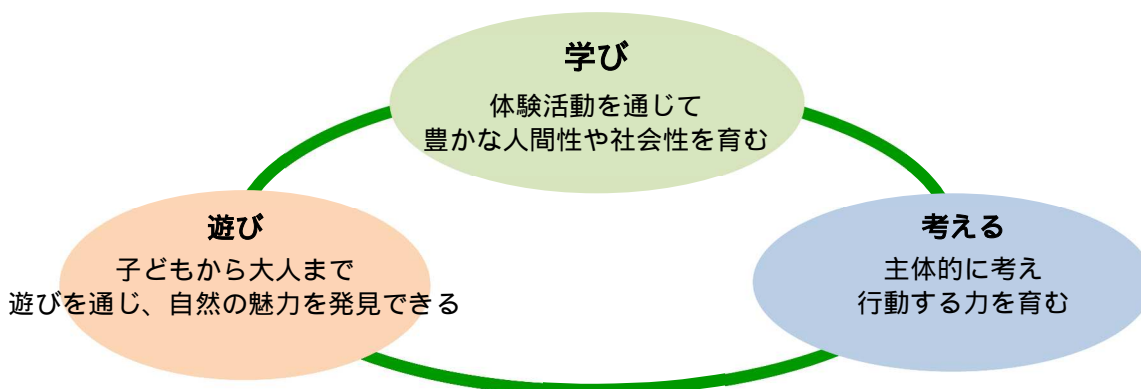 学び
体験活動を通じて
豊かな人間性や社会性を育む
遊び
子どもから大人まで
遊びを通じ、自然の魅力を発見できる
考える
主体的に考え
行動する力を育む